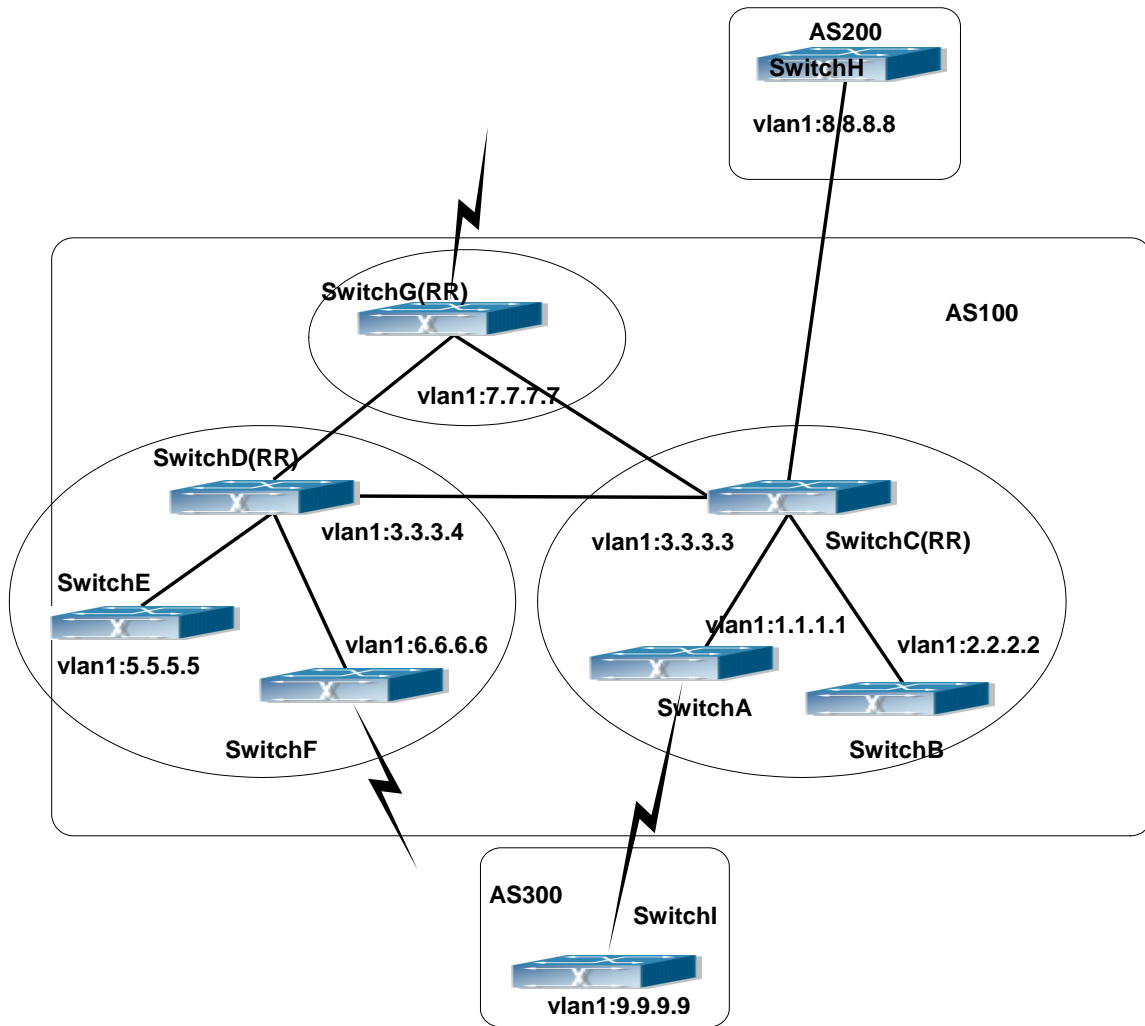 AS200
SwitchH
vlan1:8.8.8.8
SwitchG(RR)
AS100
vlan1:7.7.7.7
SwitchD(RR)
vlan1:3.3.3.4
vlan1:3.3.3.3
SwitchC(RR)
SwitchE
vlan1:5.5.5.5
vlan1:6.6.6.6
vlan1:1.1.1.1
vlan1:2.2.2.2
SwitchF
SwitchA
SwitchB
AS300
SwitchI
vlan1:9.9.9.9